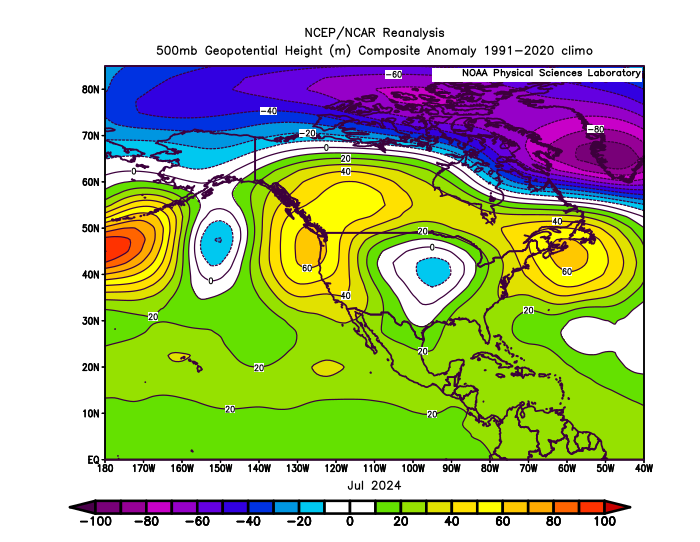 NCEP/NCAR Reanalysis
500mb Geopotential Height (m) Composite Anomaly 1991-2020 climo
NOAA Physical Sciences Laboratory
-60
80N
-40
-80
70N
-20
0
20
0
40
60N
40
50N
20
0
60
60
40N
0
40
20
20
30N
20
20
20N
20
20
10N
EQ
180 170W 160W 150W 140W 130W 120W 110W 100W 90W 80W 70W 60W 50W 40W
Jul 2024
-100 -80 -60 -40 -20 0 20 40 60 80 100